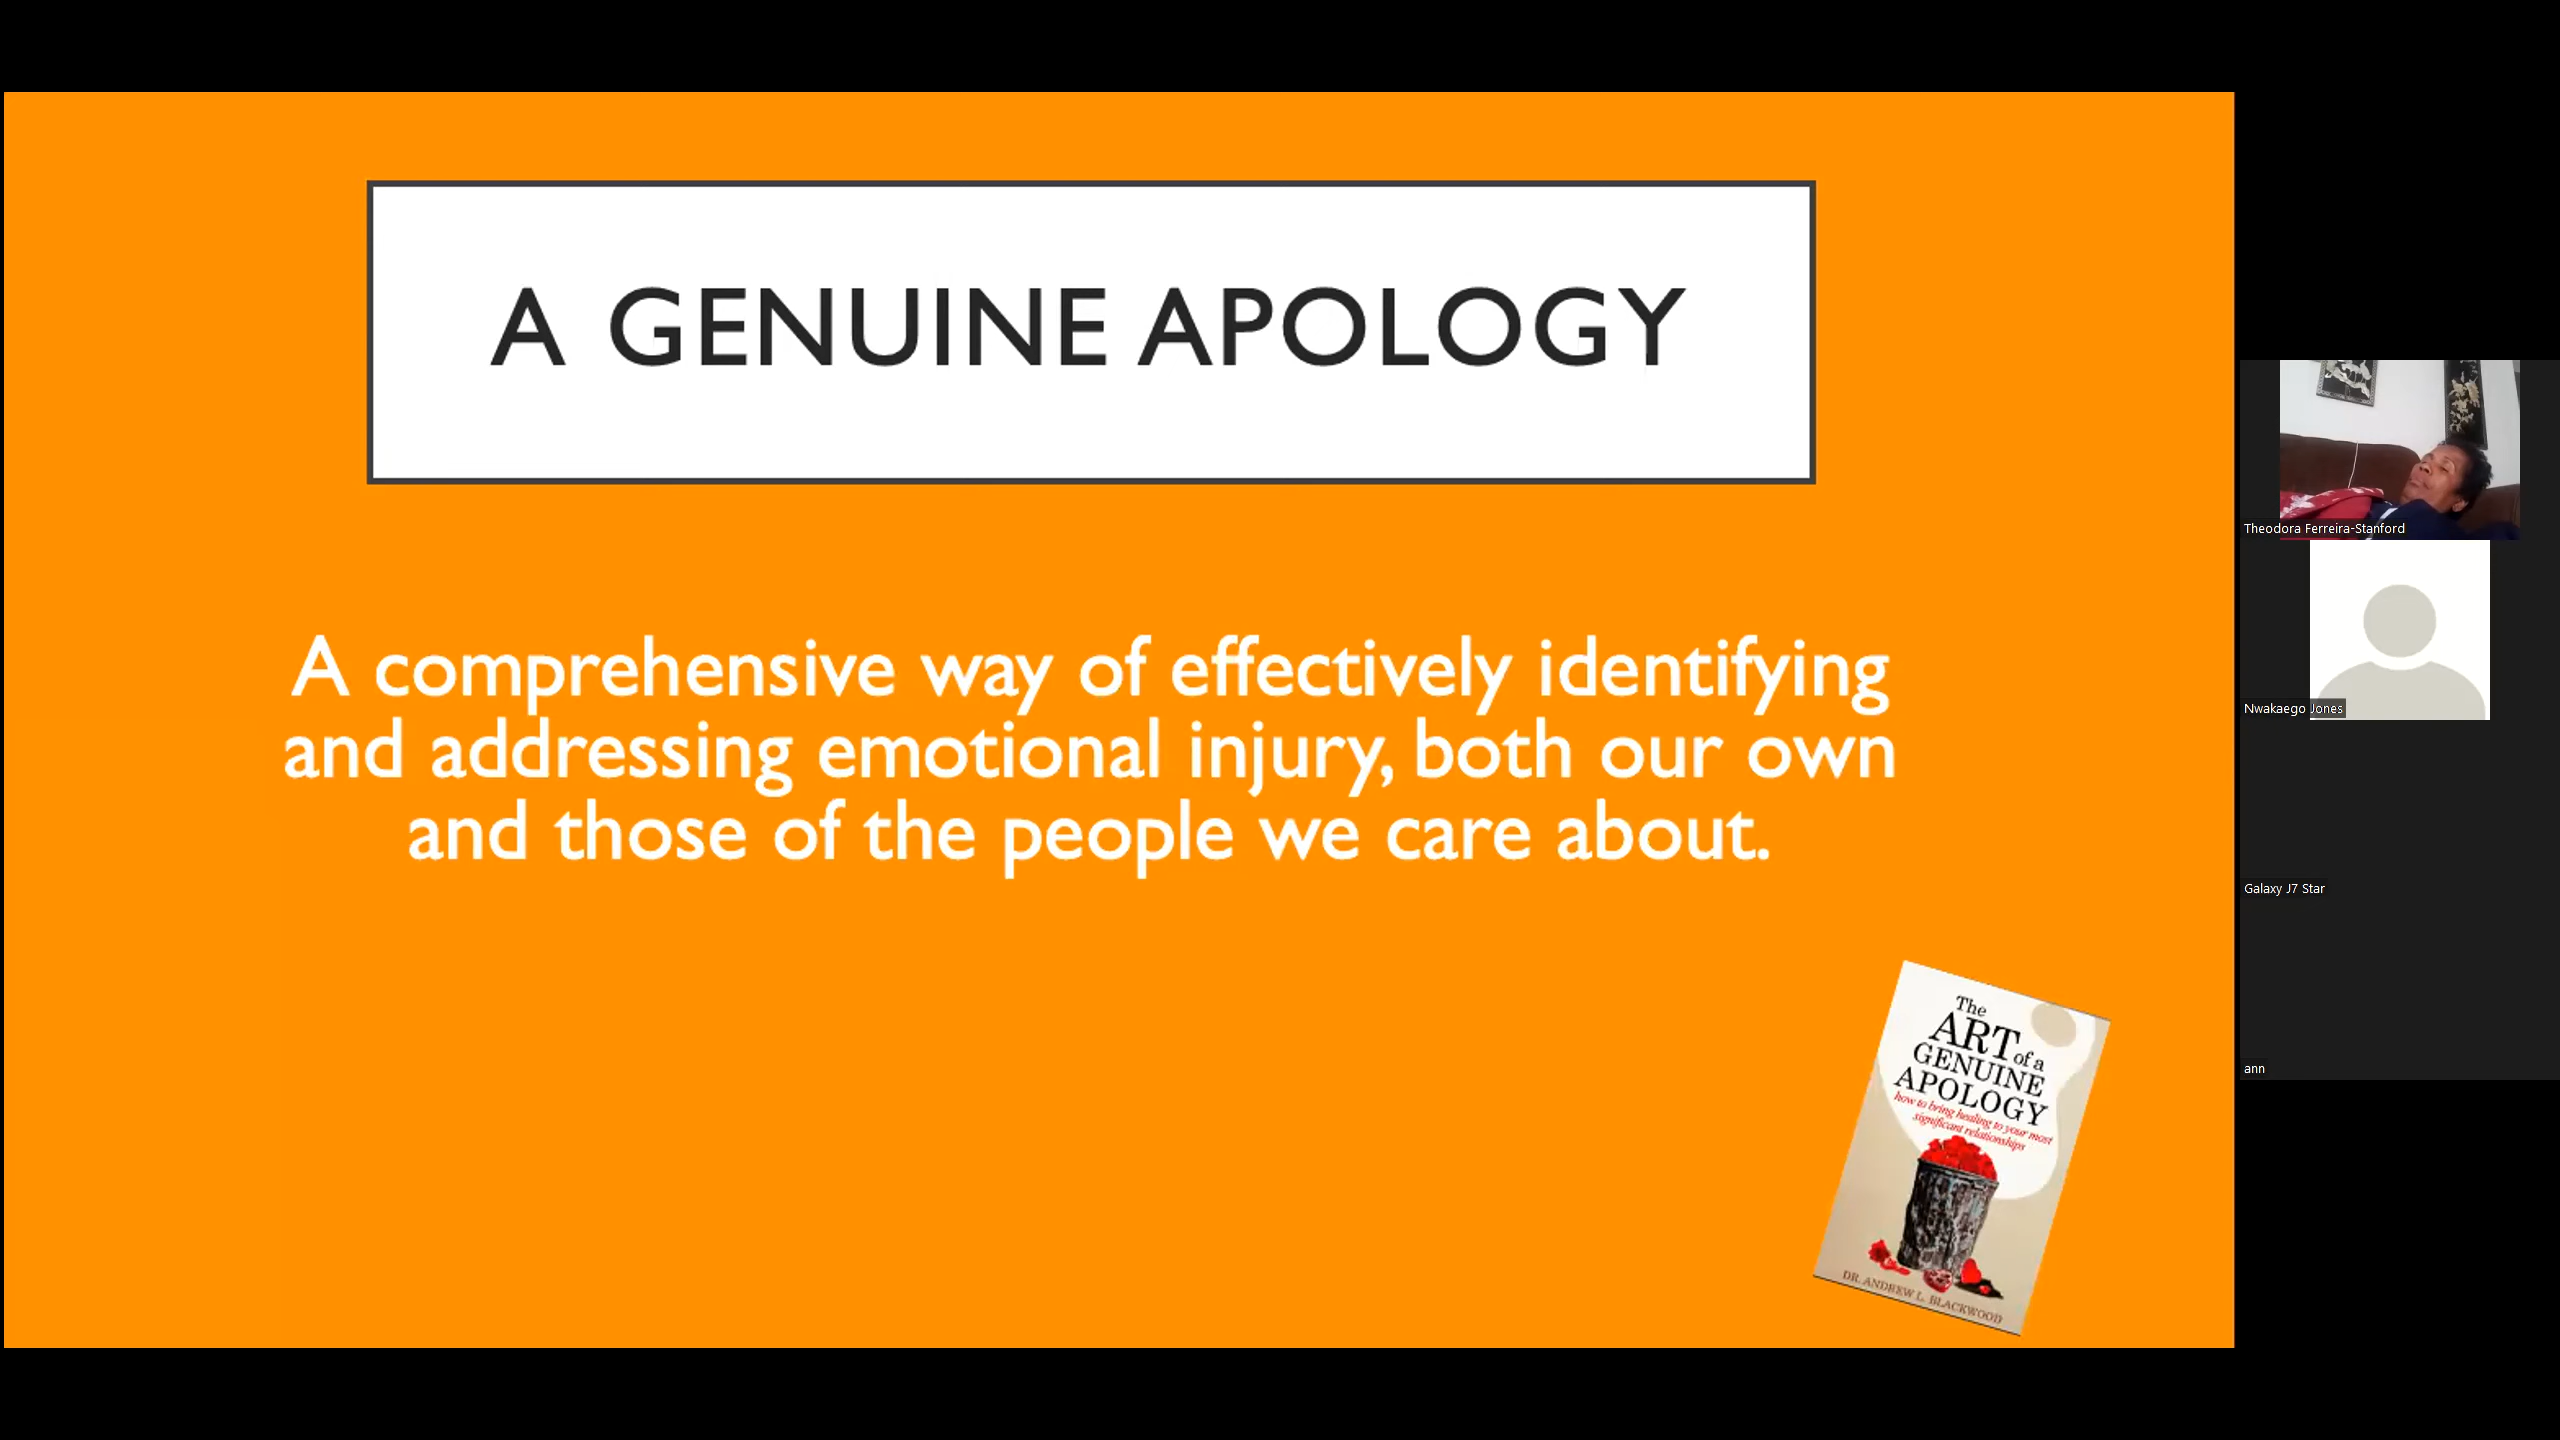 A GENUINE APOLOGY
A comprehensive way of effectively identifying
and addressing emotional injury, both our own
and those of the people we care about.
The
ART of a
GENUINE
APOLOGY
how to bring healing to your most
significant relationships
DR. ANDREW L. BLACKWOOD
Theodora Ferreira-Stanford
Nwakaego Jones
Galaxy J7 Star
ann